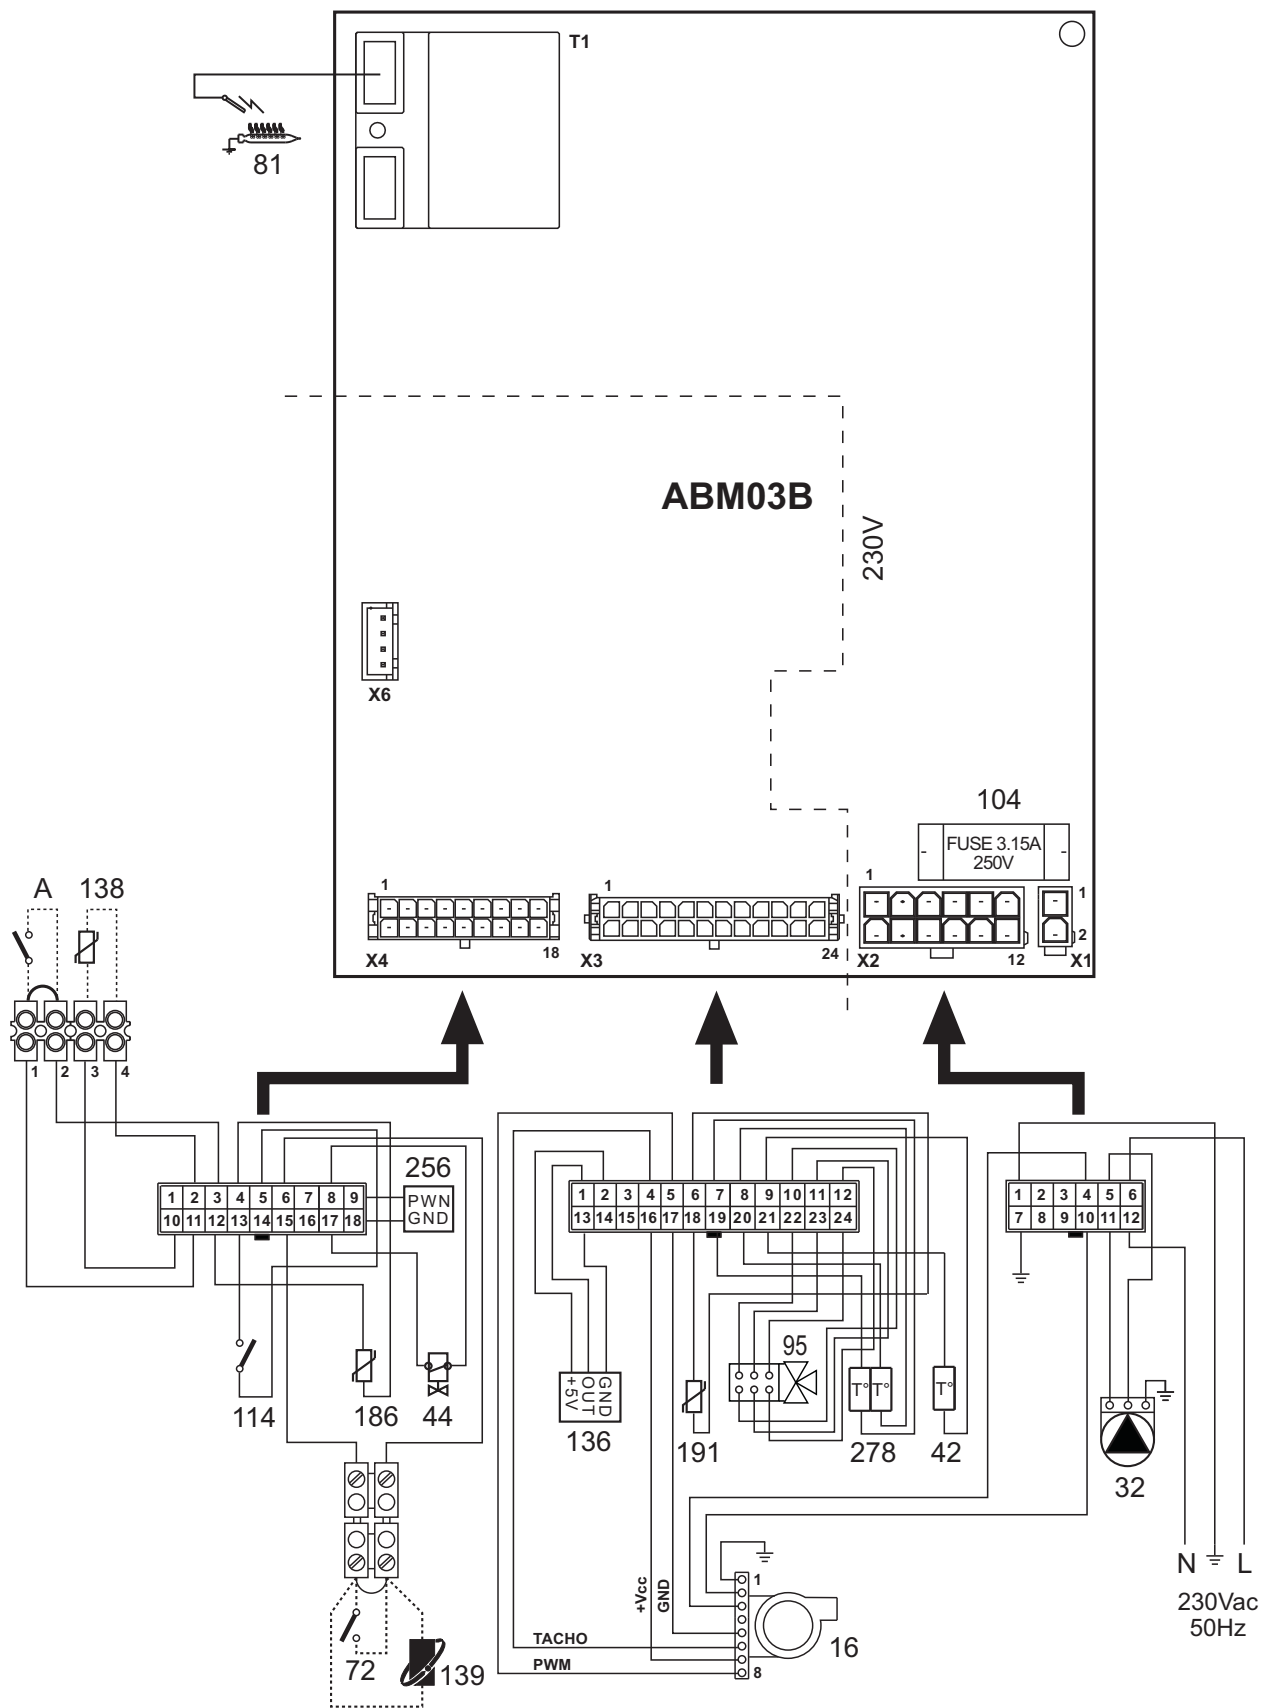 T1
81
ABM03B
230V
X6
104
FUSE 3.15A
250V
1
18
X4
1
24
X3
1
12
X2
1
2
X1
A 138
1 2 3 4
256
PWN
GND
1 2 3 4 5 6 7 8 9
10 11 12 13 14 15 16 17 18
1 2 3 4 5 6 7 8 9 10 11 12
13 14 15 16 17 18 19 20 21 22 23 24
1 2 3 4 5 6
7 8 9 10 11 12
114
186
44
+5V
OUT
GND
136
191
95
T° T°
278
T°
42
32
N L
230Vac
50Hz
+Vcc
GND
TACHO
PWM
1
8
16
72
139